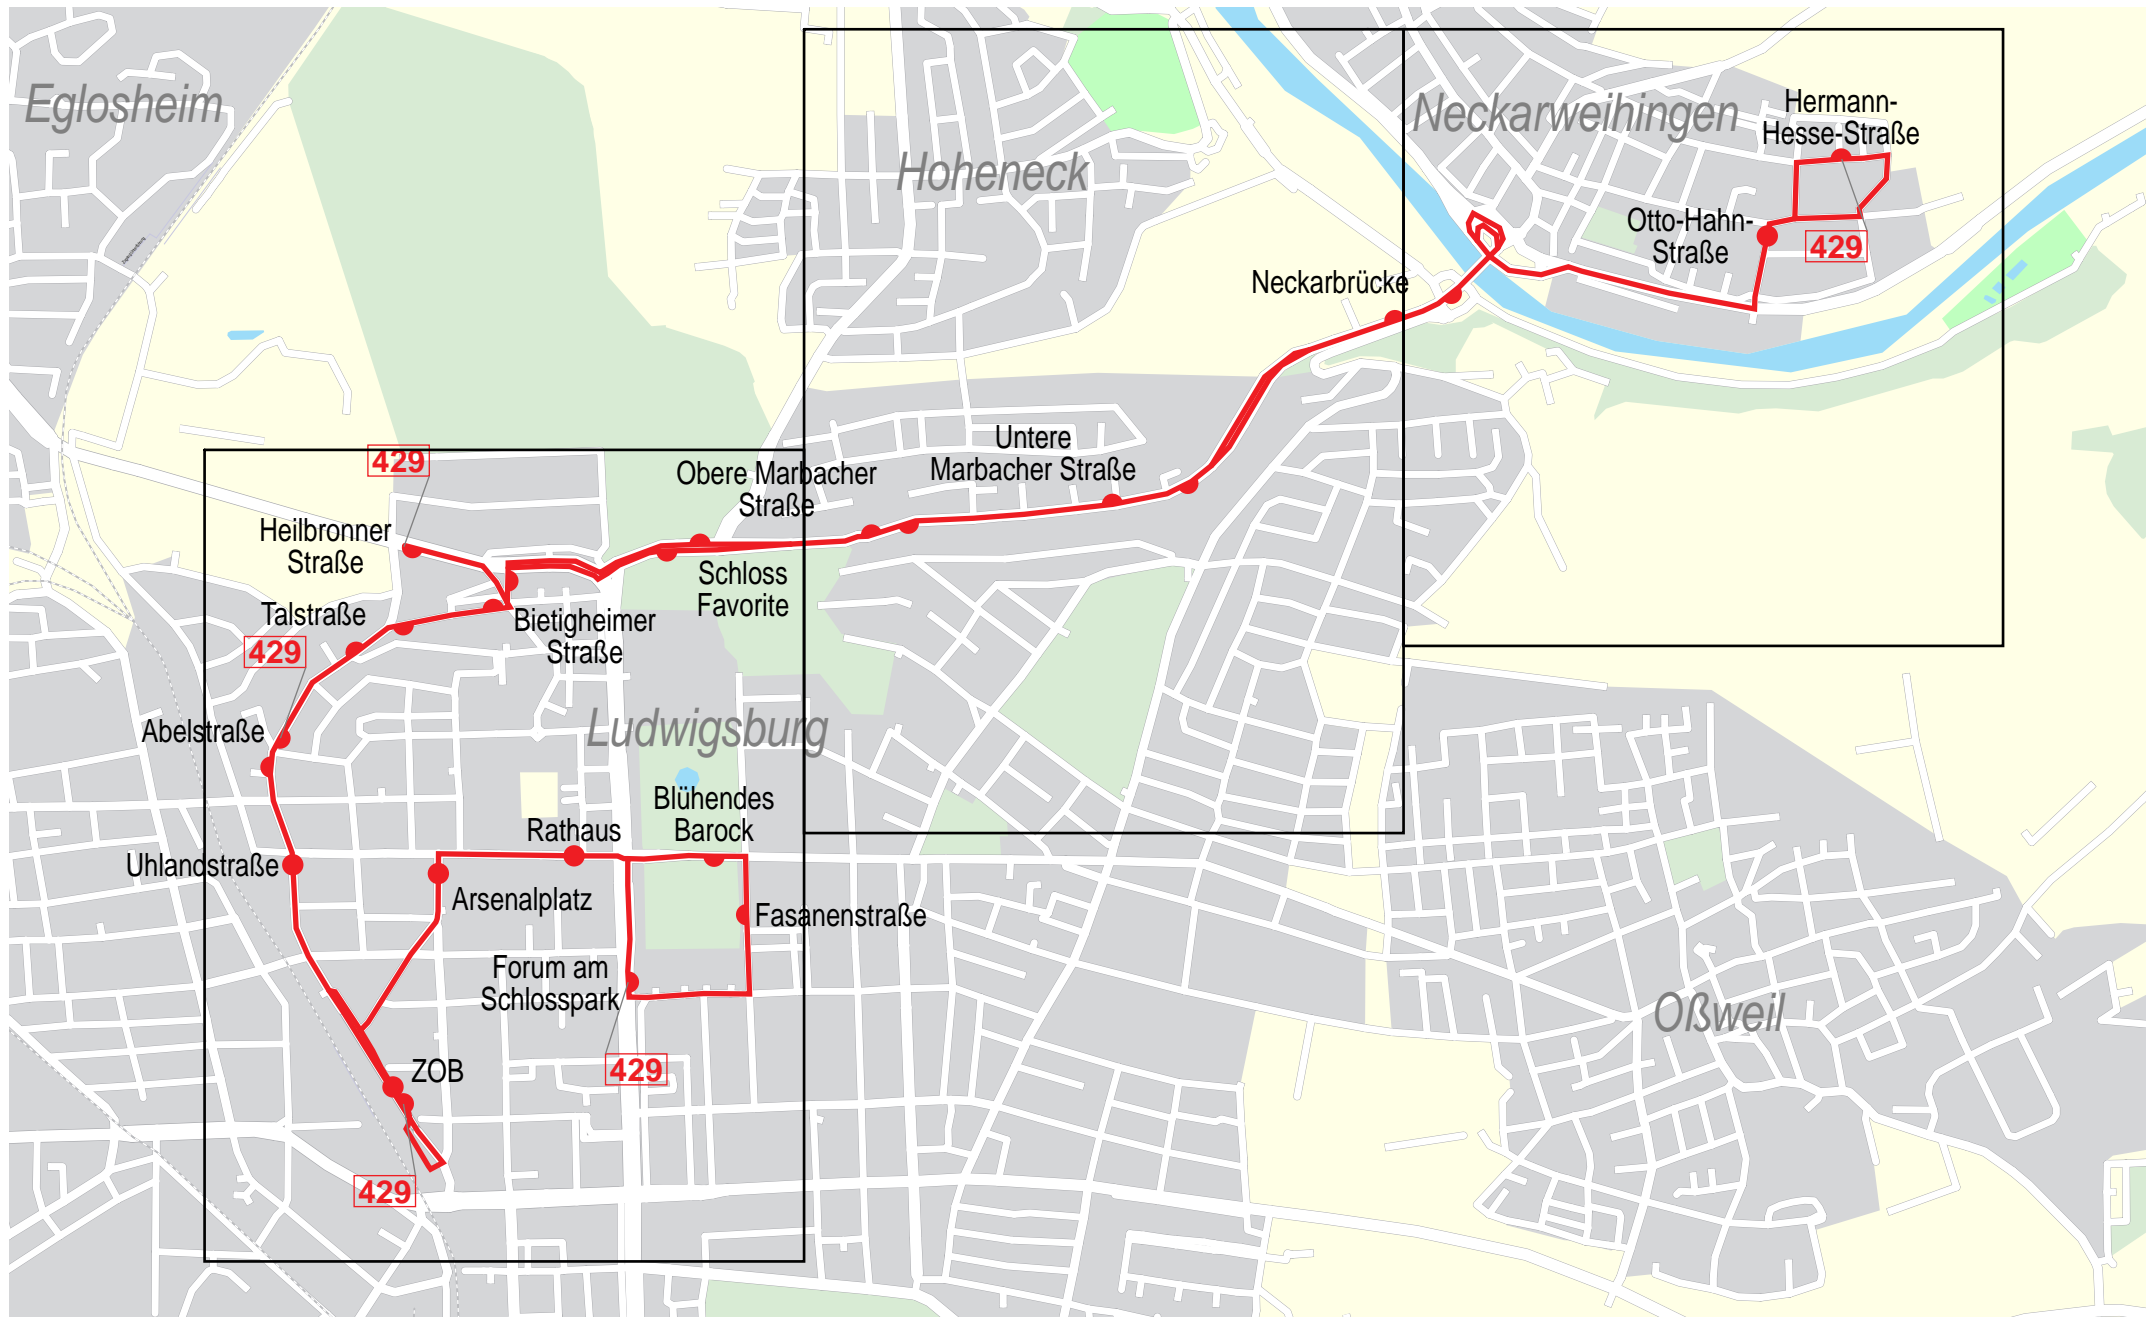 Eglosheim
Hoheneck
Neckarweihingen
Hermann-
Hesse-Straße
Otto-Hahn-
Straße
429
Neckarbrücke
Untere
Marbacher Straße
Obere Marbacher
Straße
429
Heilbronner
Straße
Schloss
Favorite
Talstraße
Bietigheimer
Straße
429
Abelstraße
Ludwigsburg
Blühendes
Barock
Rathaus
Uhlandstraße
Arsenalplatz
Fasanenstraße
Forum am
Schlosspark
Oßweil
ZOB
429
429